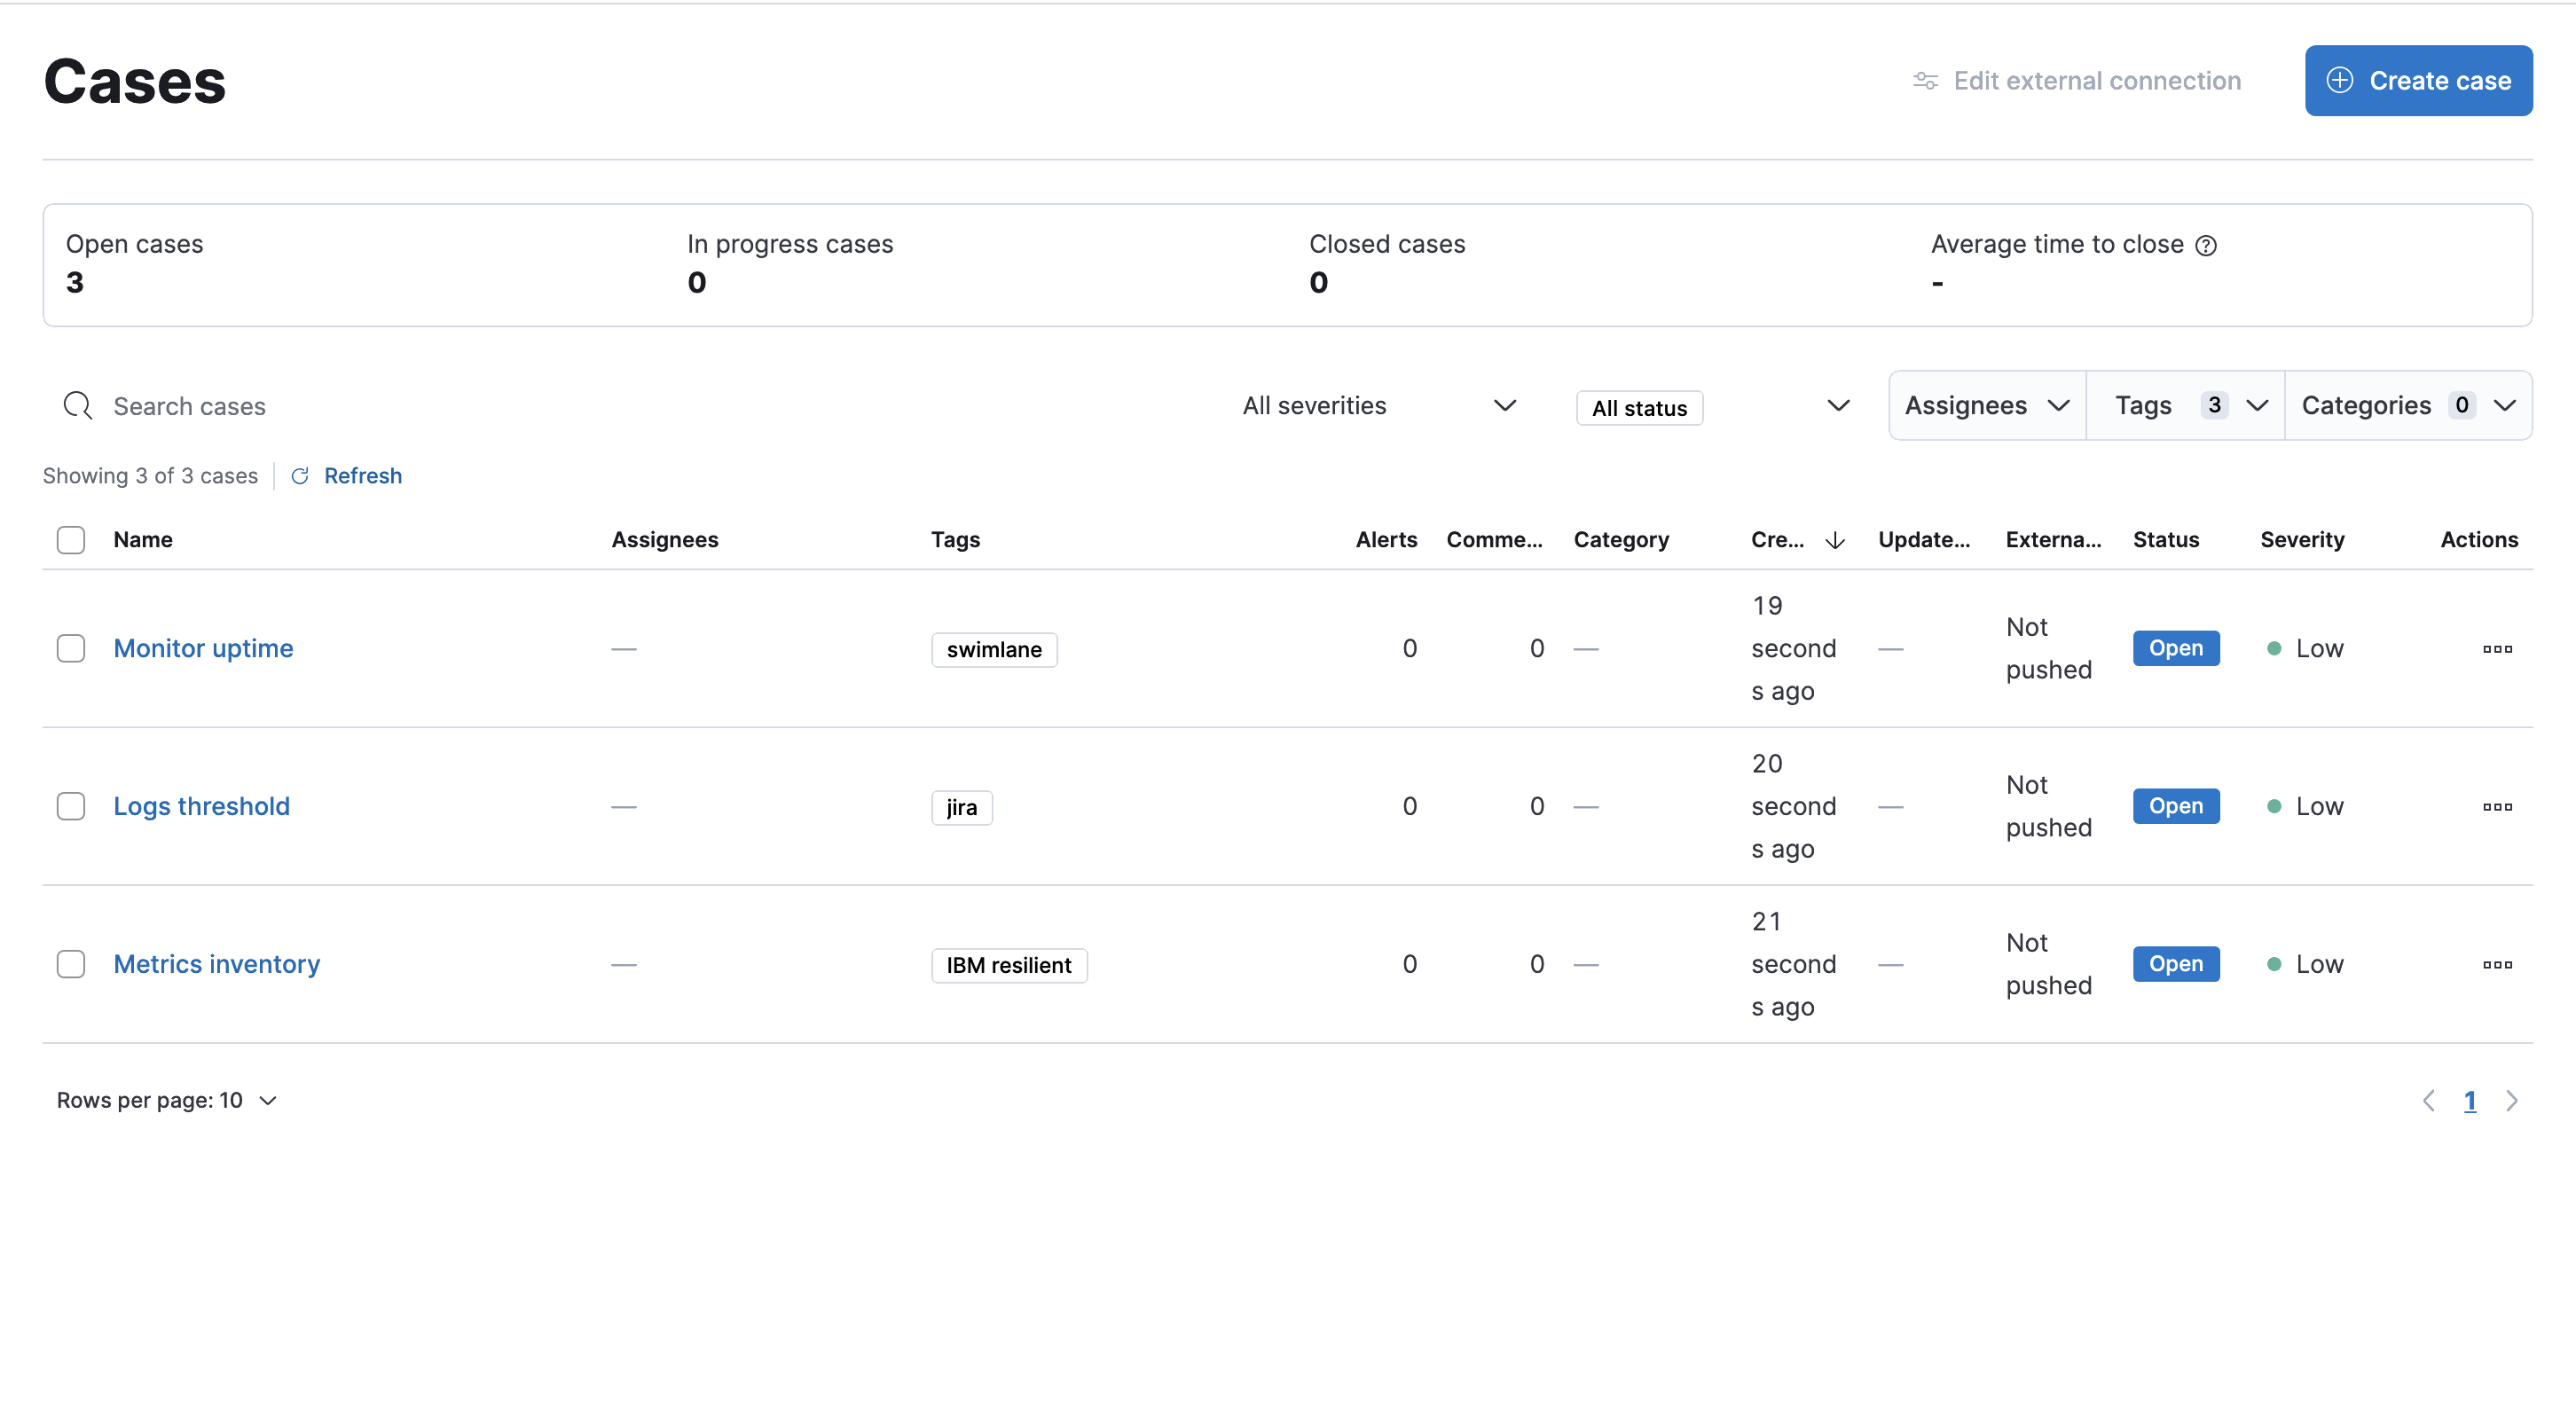 Cases
Edit external connection
Create case
Open cases
3
In progress cases
0
Closed cases
0
Average time to close
-
Search cases
All severities
All status
Assignees
Tags 3
Categories 0
Showing 3 of 3 cases
Refresh
Name Assignees Tags Alerts Comme... Category Cre... Update... Externa... Status Severity Actions
Monitor uptime — swimlane 0 0 — 19 second s ago — Not pushed Open Low
Logs threshold — jira 0 0 — 20 second s ago — Not pushed Open Low
Metrics inventory — IBM resilient 0 0 — 21 second s ago — Not pushed Open Low
Rows per page: 10
1